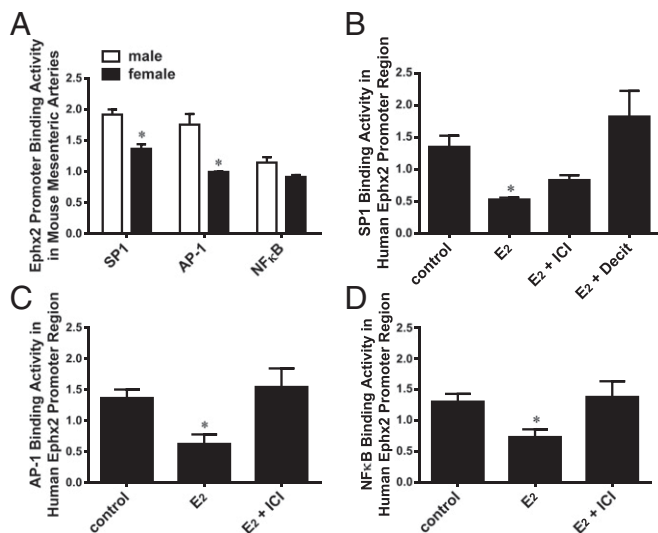 A
male
female
Ephx2 Promoter Binding Activity
in Mouse Mesenteric Arteries
2.5
2.0
1.5
1.0
0.5
0.0
*
*
SP1
AP-1
NFκB
B
SP1 Binding Activity in
Human Ephx2 Promoter Region
2.5
2.0
1.5
1.0
0.5
0.0
*
control
E2
E2 + ICI
E2 + Decit
C
AP-1 Binding Activity in
Human Ephx2 Promoter Region
2.5
2.0
1.5
1.0
0.5
0.0
*
control
E2
E2 + ICI
D
NFκB Binding Activity in
Human Ephx2 Promoter Region
2.5
2.0
1.5
1.0
0.5
0.0
*
control
E2
E2 + ICI